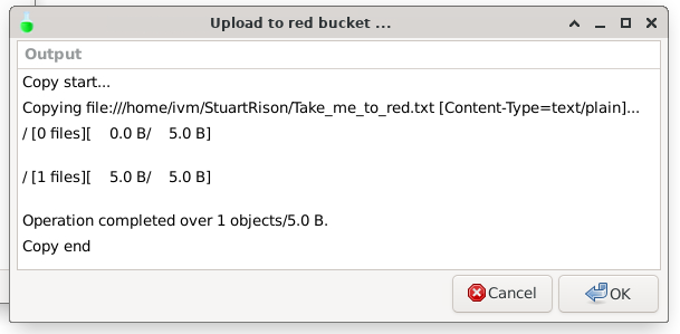 Upload to red bucket ...
Output
Copy start...
Copying file:///home/ivm/StuartRison/Take_me_to_red.txt [Content-Type=text/plain]...
/ [0 files][    0.0 B/    5.0 B]
/ [1 files][    5.0 B/    5.0 B]
Operation completed over 1 objects/5.0 B.
Copy end
Cancel
OK